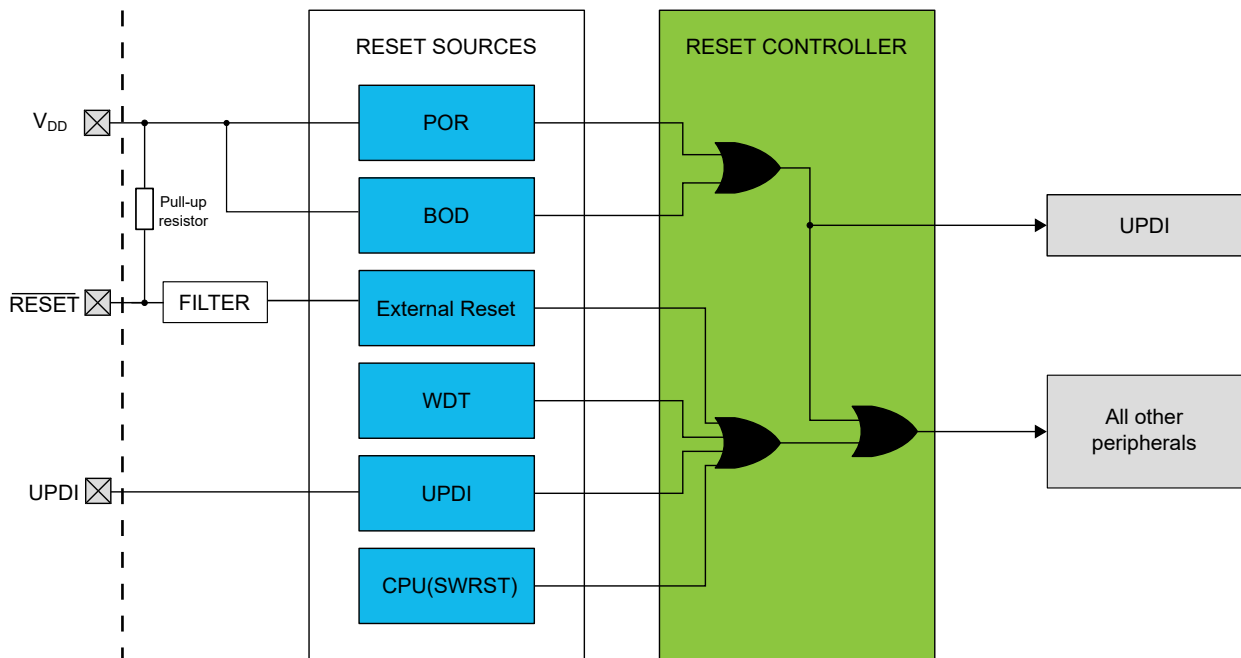 RESET SOURCES
RESET CONTROLLER
VDD
POR
Pull-up
resistor
BOD
UPDI
RESET
FILTER
External Reset
WDT
All other
peripherals
UPDI
UPDI
CPU(SWRST)